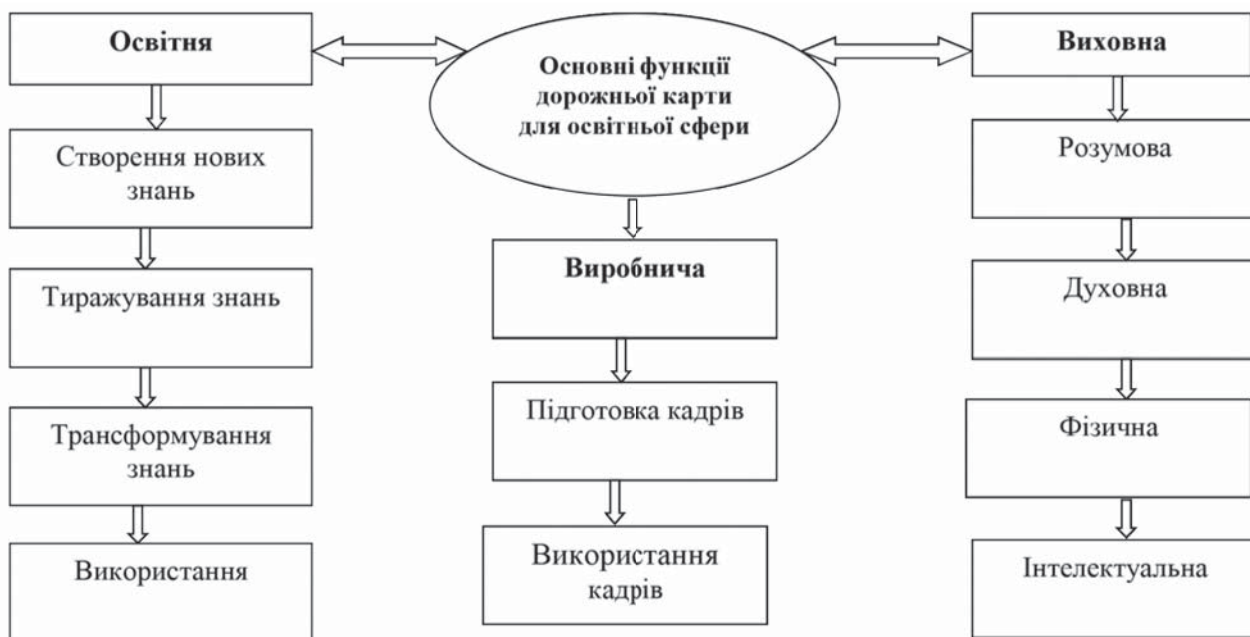 Освітня
Основні функції
дорожньої карти
для освітньої сфери
Виховна
Створення нових
знань
Тиражування знань
Трансформування
знань
Використання
Виробнича
Підготовка кадрів
Використання
кадрів
Розумова
Духовна
Фізична
Інтелектуальна